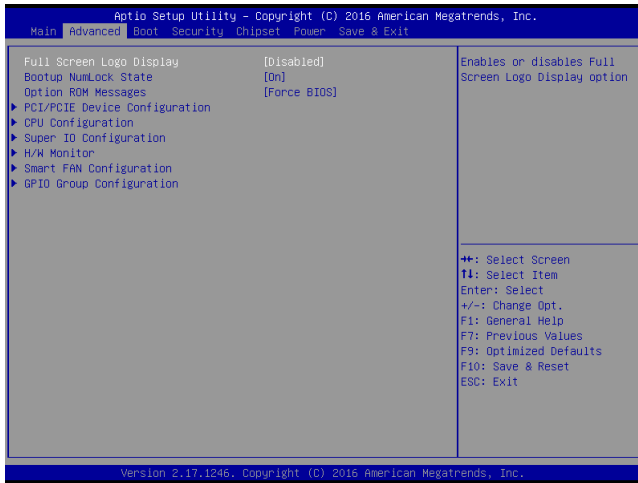 Aptio Setup Utility - Copyright (C) 2016 American Megatrends, Inc.
Main Advanced Boot Security Chipset Power Save & Exit
Full Screen Logo Display [Disabled]
Bootup NumLock State [On]
Option ROM Messages [Force BIOS]
PCI/PCIE Device Configuration
CPU Configuration
Super IO Configuration
H/W Monitor
Smart FAN Configuration
GPIO Group Configuration
Enables or disables Full
Screen Logo Display option
→←: Select Screen
↑↓: Select Item
Enter: Select
+/-: Change Opt.
F1: General Help
F7: Previous Values
F9: Optimized Defaults
F10: Save & Reset
ESC: Exit
Version 2.17.1246. Copyright (C) 2016 American Megatrends, Inc.